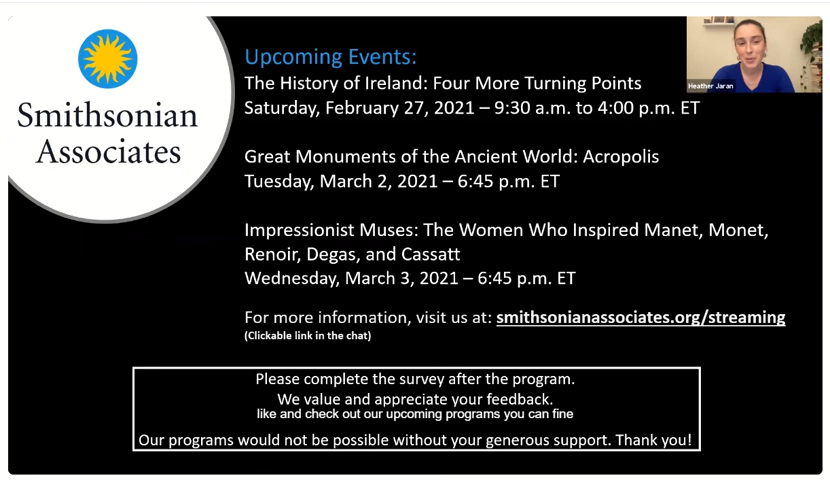 Smithsonian
Associates
Upcoming Events:
The History of Ireland: Four More Turning Points
Saturday, February 27, 2021 – 9:30 a.m. to 4:00 p.m. ET
Heather Jaran
Great Monuments of the Ancient World: Acropolis
Tuesday, March 2, 2021 – 6:45 p.m. ET
Impressionist Muses: The Women Who Inspired Manet, Monet,
Renoir, Degas, and Cassatt
Wednesday, March 3, 2021 – 6:45 p.m. ET
For more information, visit us at: smithsonianassociates.org/streaming
(Clickable link in the chat)
Please complete the survey after the program.
We value and appreciate your feedback.
like and check out our upcoming programs you can fine
Our programs would not be possible without your generous support. Thank you!